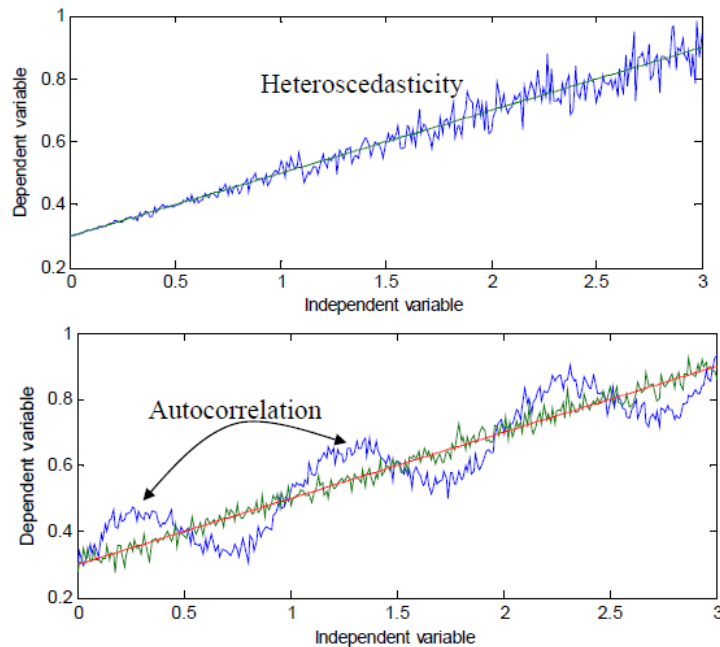 1
0.8
0.6
0.4
0.2
Dependent variable
Heteroscedasticity
0 0.5 1 1.5 2 2.5 3
Independent variable
1
0.8
0.6
0.4
0.2
Dependent variable
Autocorrelation
0 0.5 1 1.5 2 2.5 3
Independent variable